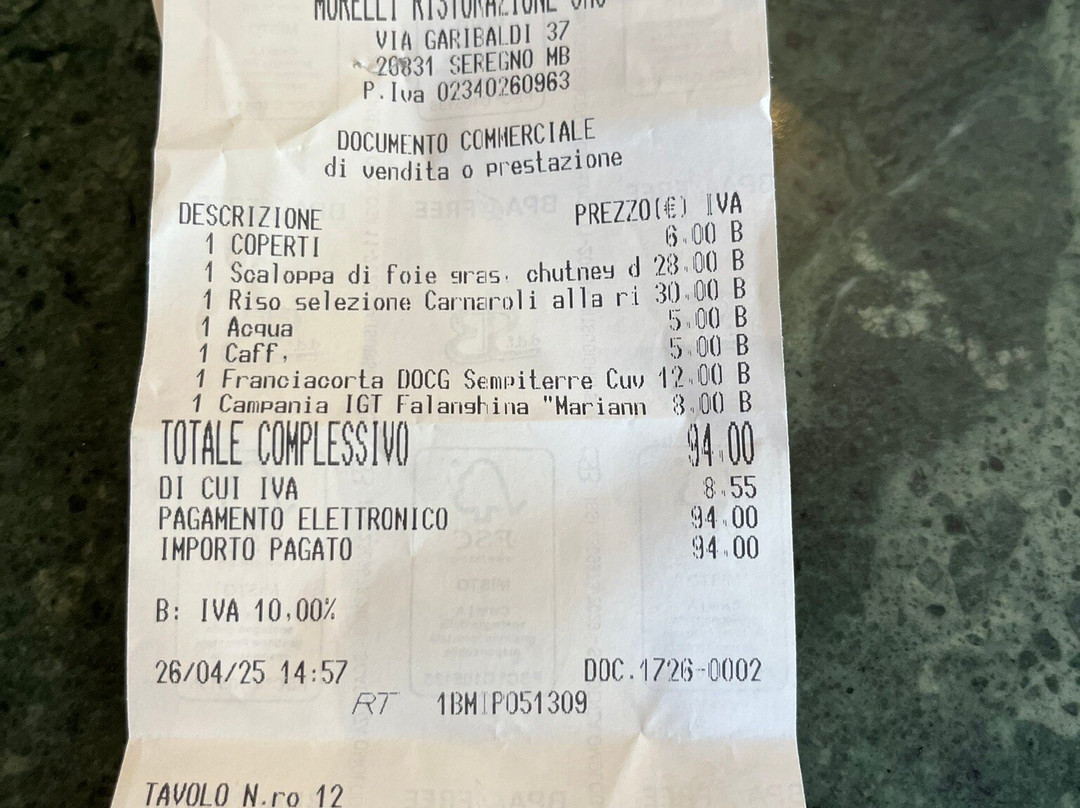 MORELLI RISTORAZIONE
VIA GARIBALDI 37
20831 SEREGNO MB
P.Iva 02340260963
DOCUMENTO COMMERCIALE
di vendita o prestazione
DESCRIZIONE PREZZO(€) IVA
1 COPERTI 6.00 B
1 Scaloppa di foie gras, chutney d 28.00 B
1 Riso selezione Carnaroli alla ri 30.00 B
1 Acqua 5.00 B
1 Caff, 5.00 B
1 Franciacorta DOCG Sempiterre Cuv 12.00 B
1 Campania IGT Falanghina "Mariann 8.00 B
TOTALE COMPLESSIVO 94.00
DI CUI IVA 8.55
PAGAMENTO ELETTRONICO 94.00
IMPORTO PAGATO 94.00
B: IVA 10,00%
26/04/25 14:57 DOC.1726-0002
RT 1BMIP051309
TAVOLO N.ro 12